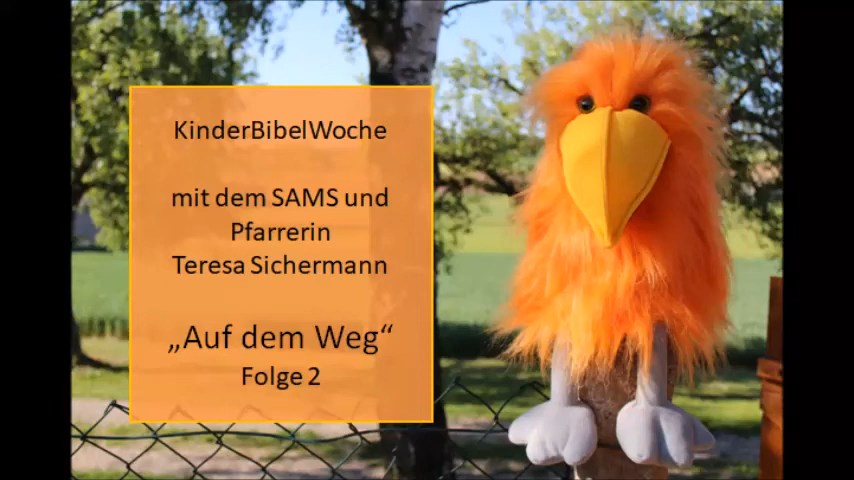 KinderBibelWoche
mit dem SAMS und
Pfarrerin
Teresa Sichermann
„Auf dem Weg“
Folge 2